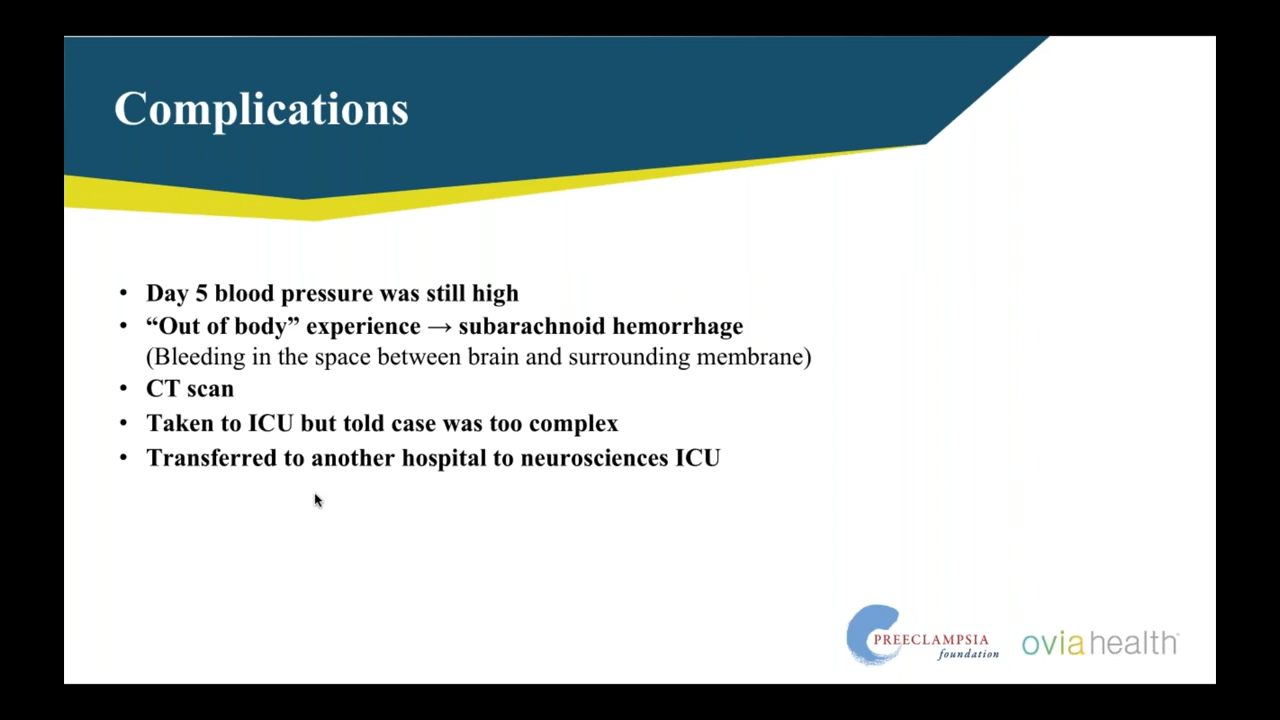 Complications
• Day 5 blood pressure was still high
• “Out of body” experience → subarachnoid hemorrhage
(Bleeding in the space between brain and surrounding membrane)
• CT scan
• Taken to ICU but told case was too complex
• Transferred to another hospital to neurosciences ICU
PREECLAMPSIA
foundation
ovia health™